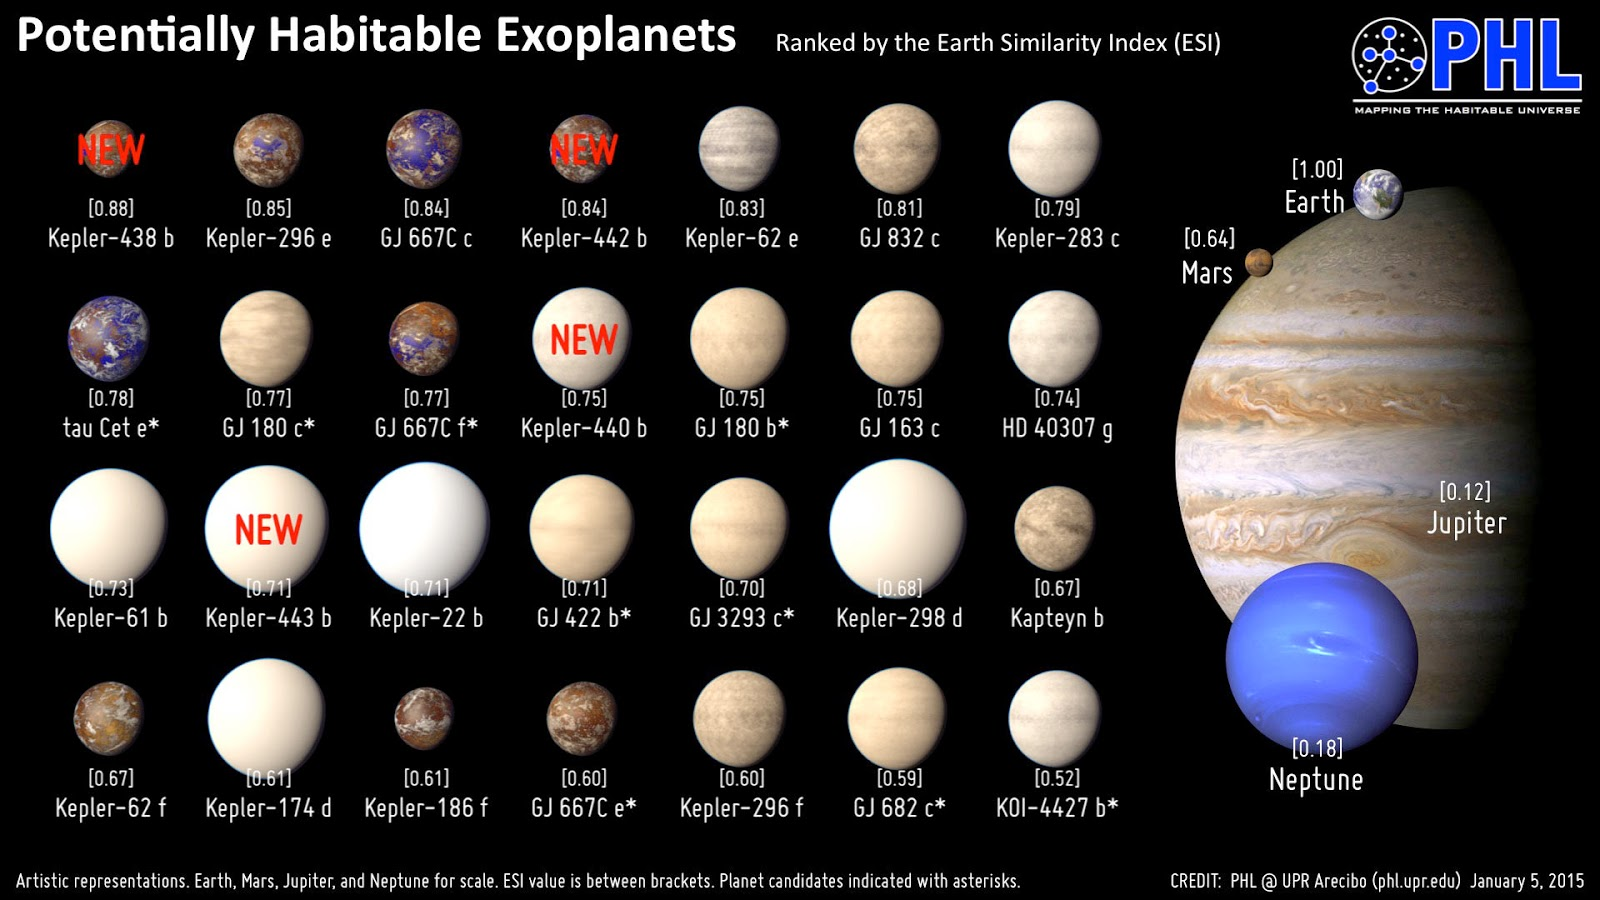 Potentially Habitable Exoplanets Ranked by the Earth Similarity Index (ESI)
PHL
MAPPING THE HABITABLE UNIVERSE
NEW NEW
[0.88] [0.85] [0.84] [0.84] [0.83] [0.81] [0.79]
Kepler-438 b Kepler-296 e GJ 667C c Kepler-442 b Kepler-62 e GJ 832 c Kepler-283 c
NEW
[0.78] [0.77] [0.77] [0.75] [0.75] [0.75] [0.74]
tau Cet e* GJ 180 c* GJ 667C f* Kepler-440 b GJ 180 b* GJ 163 c HD 40307 g
NEW
[0.73] [0.71] [0.71] [0.71] [0.70] [0.68] [0.67]
Kepler-61 b Kepler-443 b Kepler-22 b GJ 422 b* GJ 3293 c* Kepler-298 d Kapteyn b
[0.67] [0.61] [0.61] [0.60] [0.60] [0.59] [0.52]
Kepler-62 f Kepler-174 d Kepler-186 f GJ 667C e* Kepler-296 f GJ 682 c* KOI-4427 b*
[1.00]
Earth
[0.64]
Mars
[0.12]
Jupiter
[0.18]
Neptune
Artistic representations. Earth, Mars, Jupiter, and Neptune for scale. ESI value is between brackets. Planet candidates indicated with asterisks.
CREDIT: PHL @ UPR Arecibo (phl.upr.edu) January 5, 2015